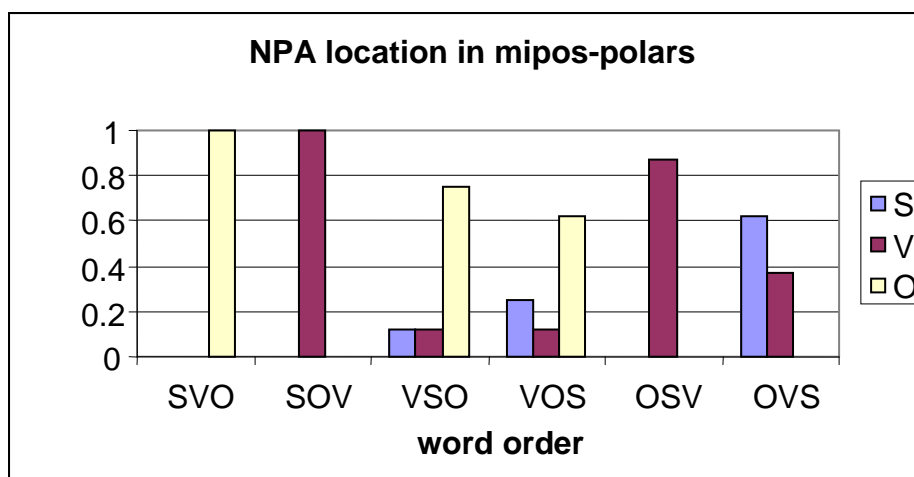 NPA location in mipos-polars
1
0.8
0.6
0.4
0.2
0
SVO SOV VSO VOS OSV OVS
word order
S
V
O